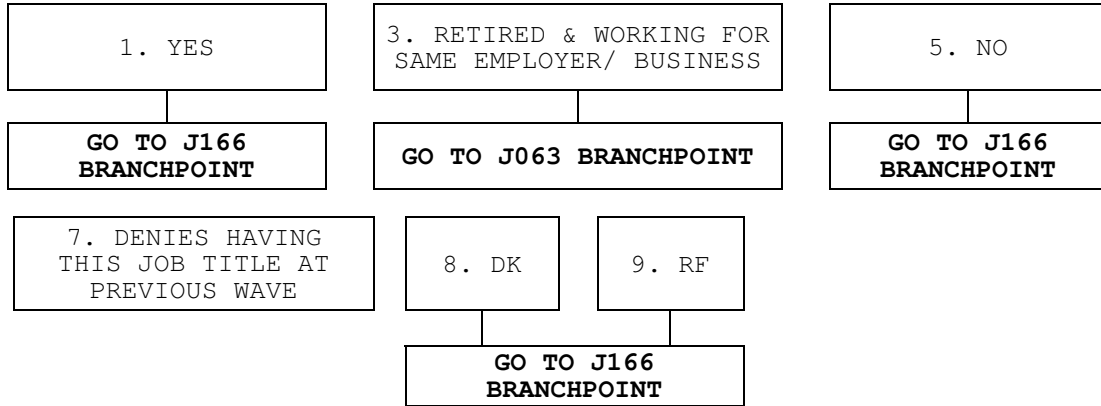 1. YES
3. RETIRED & WORKING FOR
SAME EMPLOYER/ BUSINESS
5. NO
GO TO J166
BRANCHPOINT
GO TO J063 BRANCHPOINT
GO TO J166
BRANCHPOINT
7. DENIES HAVING
THIS JOB TITLE AT
PREVIOUS WAVE
8. DK
9. RF
GO TO J166
BRANCHPOINT